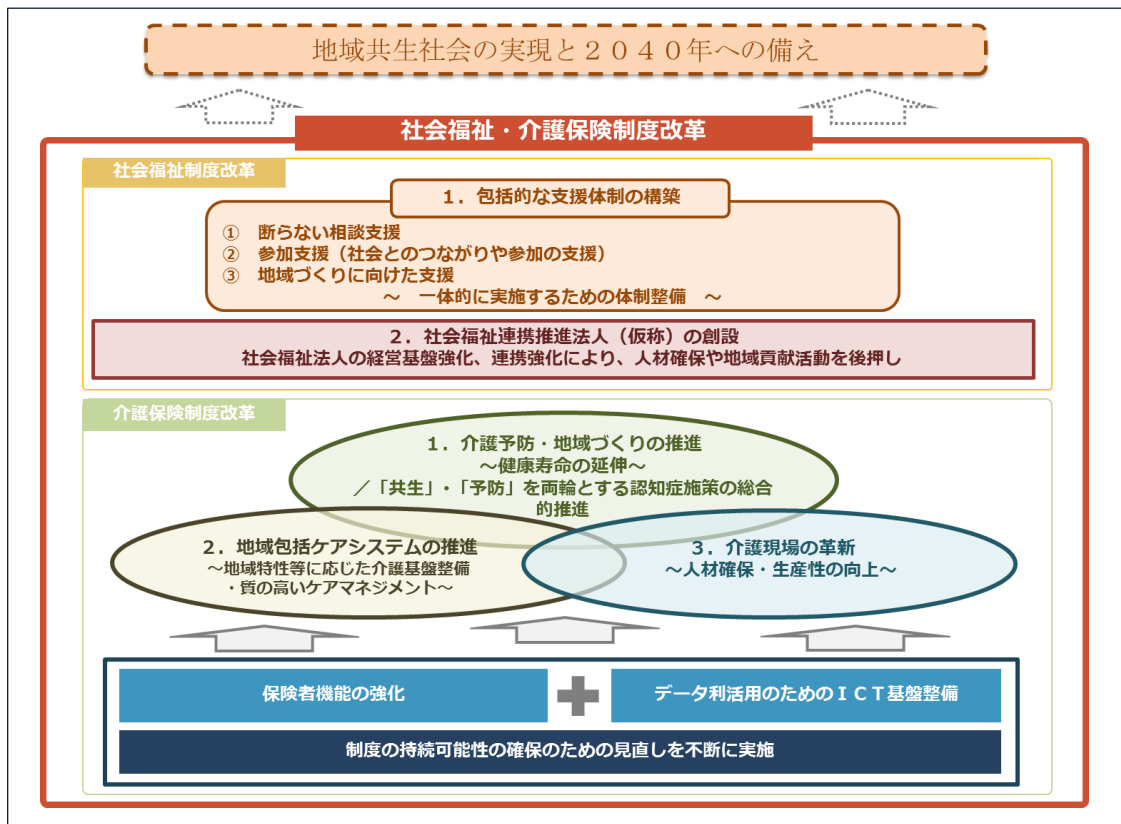 地域共生社会の実現と２０４０年への備え
社会福祉・介護保険制度改革
社会福祉制度改革
１．包括的な支援体制の構築
①　断らない相談支援
②　参加支援（社会とのつながりや参加の支援）
③　地域づくりに向けた支援
～　一体的に実施するための体制整備　～
２．社会福祉連携推進法人（仮称）の創設
社会福祉法人の経営基盤強化、連携強化により、人材確保や地域貢献活動を後押し
介護保険制度改革
１．介護予防・地域づくりの推進
～健康寿命の延伸～
／「共生」・「予防」を両輪とする認知症施策の総合
的推進
２．地域包括ケアシステムの推進
～地域特性等に応じた介護基盤整備
・質の高いケアマネジメント～
３．介護現場の革新
～人材確保・生産性の向上～
保険者機能の強化
データ利活用のためのＩＣＴ基盤整備
制度の持続可能性の確保のための見直しを不断に実施